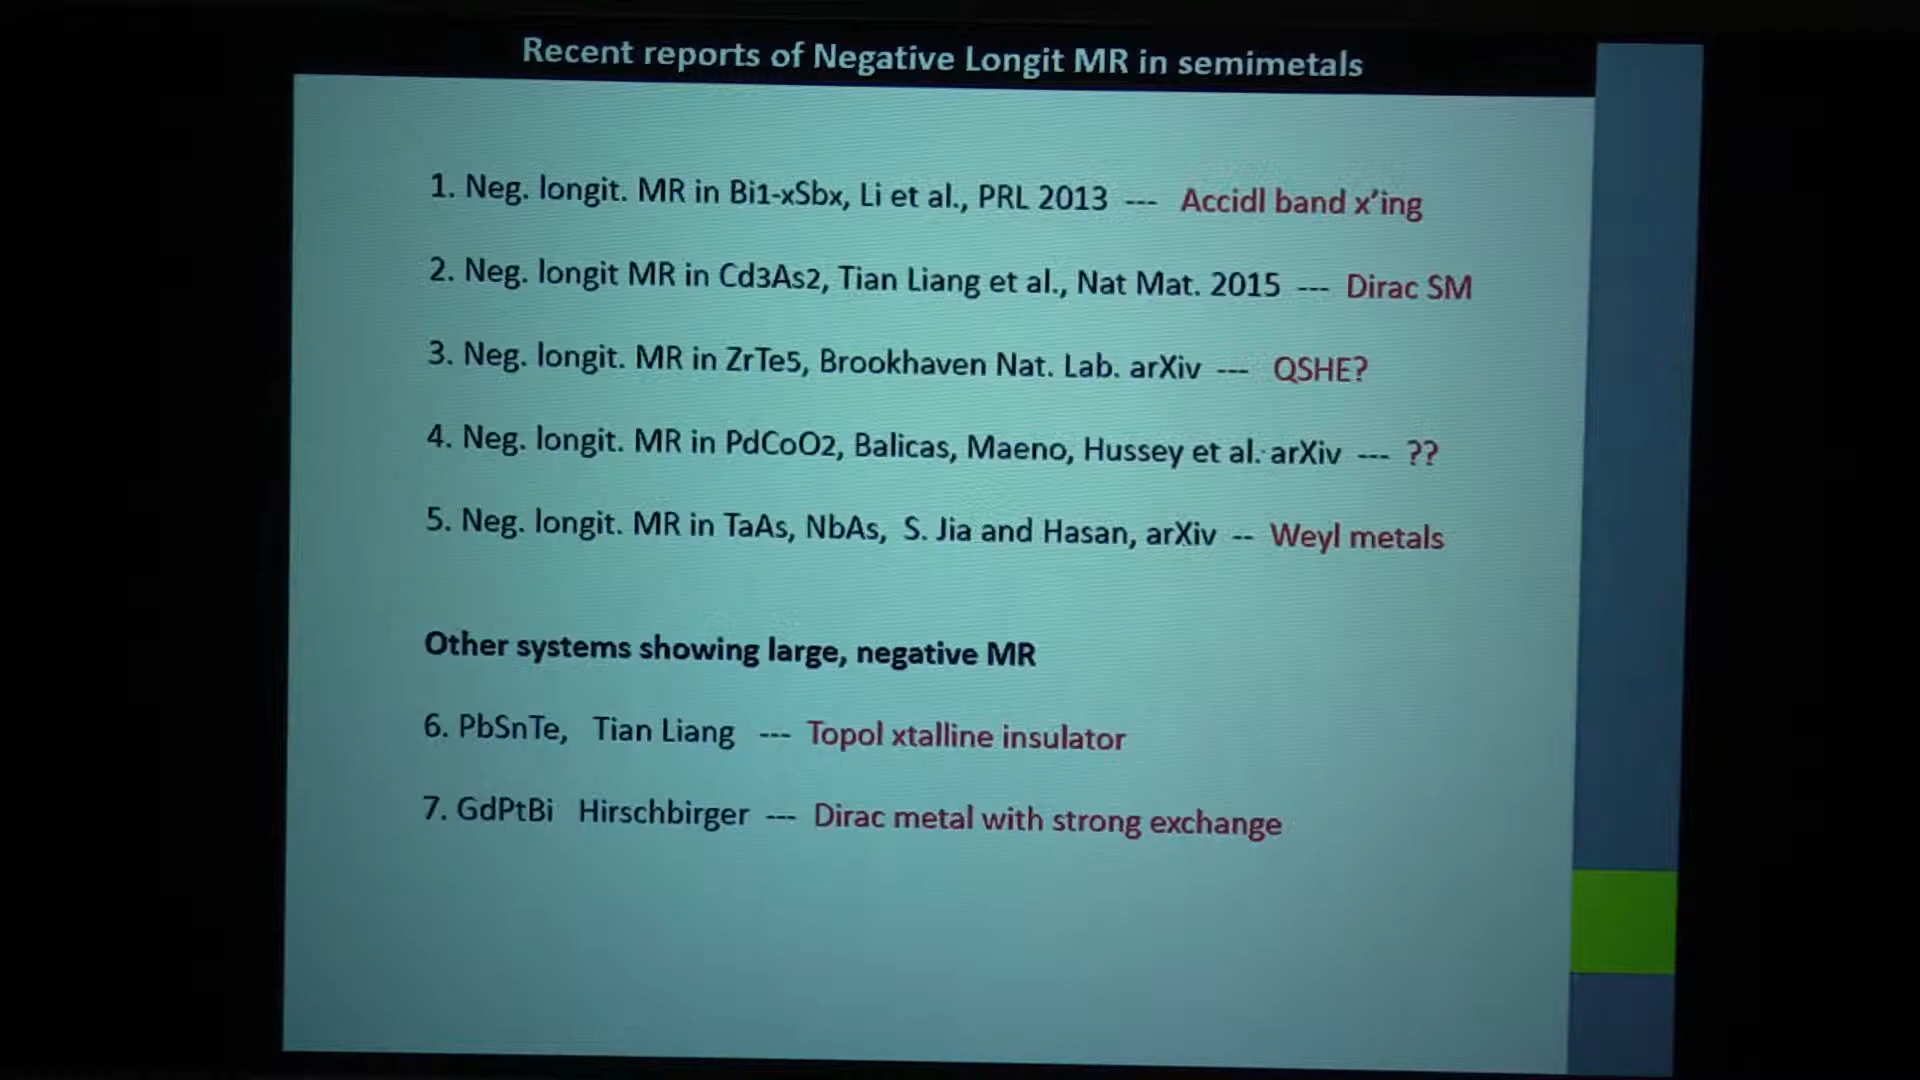 Recent reports of Negative Longit MR in semimetals
1. Neg. longit. MR in Bi1-xSbx, Li et al., PRL 2013 --- Accidl band x’ing
2. Neg. longit MR in Cd3As2, Tian Liang et al., Nat Mat. 2015 --- Dirac SM
3. Neg. longit. MR in ZrTe5, Brookhaven Nat. Lab. arXiv --- QSHE?
4. Neg. longit. MR in PdCoO2, Balicas, Maeno, Hussey et al. arXiv --- ??
5. Neg. longit. MR in TaAs, NbAs, S. Jia and Hasan, arXiv -- Weyl metals
Other systems showing large, negative MR
6. PbSnTe, Tian Liang --- Topol xtalline insulator
7. GdPtBi Hirschbirger --- Dirac metal with strong exchange